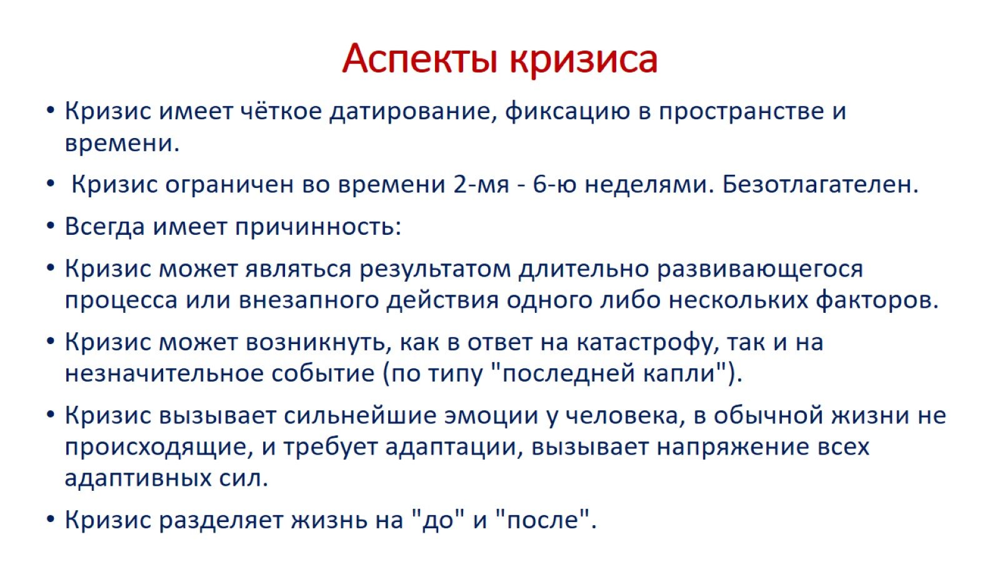 Аспекты кризиса
• Кризис имеет чёткое датирование, фиксацию в пространстве и
времени.
• Кризис ограничен во времени 2-мя - 6-ю неделями. Безотлагателен.
• Всегда имеет причинность:
• Кризис может являться результатом длительно развивающегося
процесса или внезапного действия одного либо нескольких факторов.
• Кризис может возникнуть, как в ответ на катастрофу, так и на
незначительное событие (по типу "последней капли").
• Кризис вызывает сильнейшие эмоции у человека, в обычной жизни не
происходящие, и требует адаптации, вызывает напряжение всех
адаптивных сил.
• Кризис разделяет жизнь на "до" и "после".